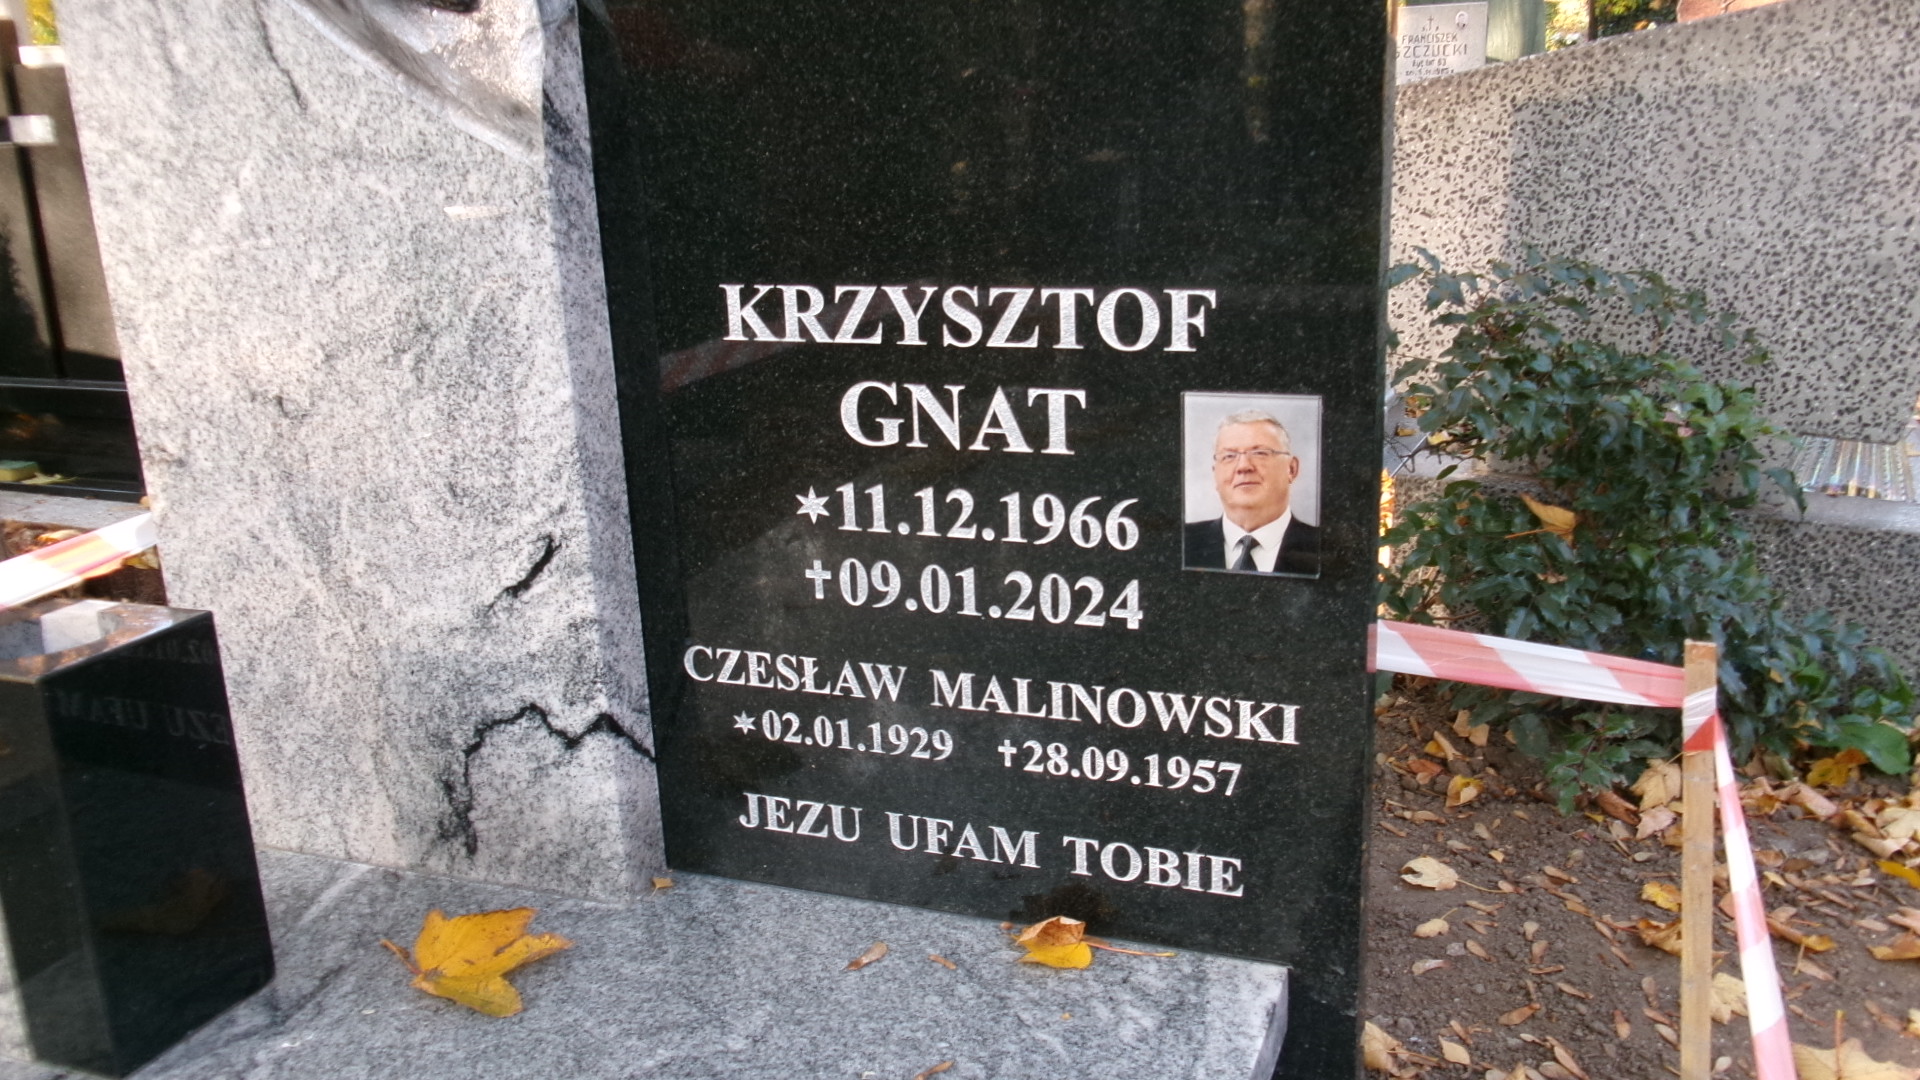 FRANCISZEK
SZCZUCKI
KRZYSZTOF
GNAT
*11.12.1966
†09.01.2024
CZESŁAW MALINOWSKI
*02.01.1929 †28.09.1957
JEZU UFAM TOBIE